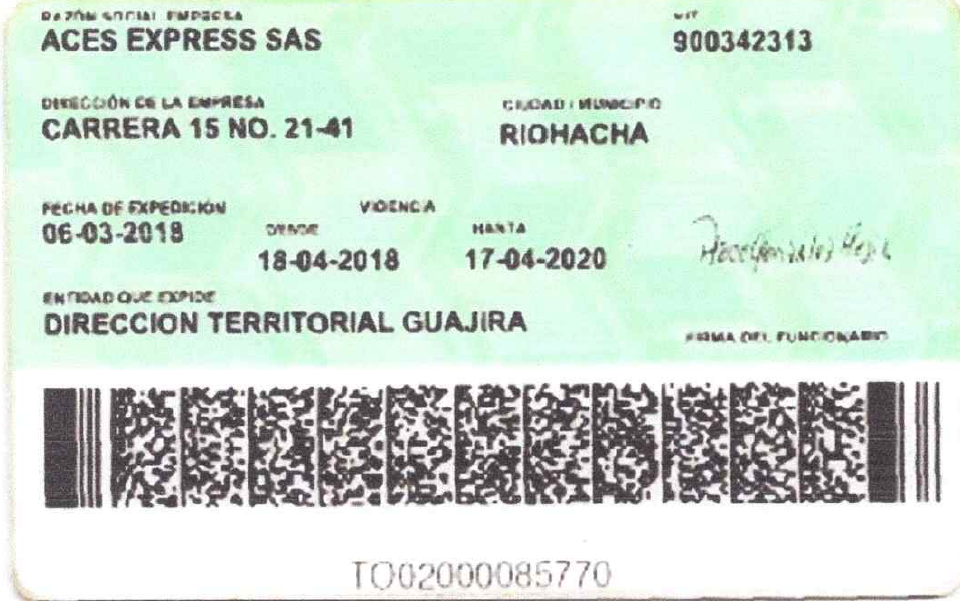 RAZÓN SOCIAL EMPRESA NIT
ACES EXPRESS SAS 900342313
DIRECCIÓN DE LA EMPRESA CIUDAD / MUNICIPIO
CARRERA 15 NO. 21-41 RIOHACHA
FECHA DE EXPEDICIÓN VIGENCIA
06-03-2018 DESDE HASTA
18-04-2018 17-04-2020
ENTIDAD QUE EXPIDE
DIRECCION TERRITORIAL GUAJIRA
FIRMA DEL FUNCIONARIO
TO02000085770